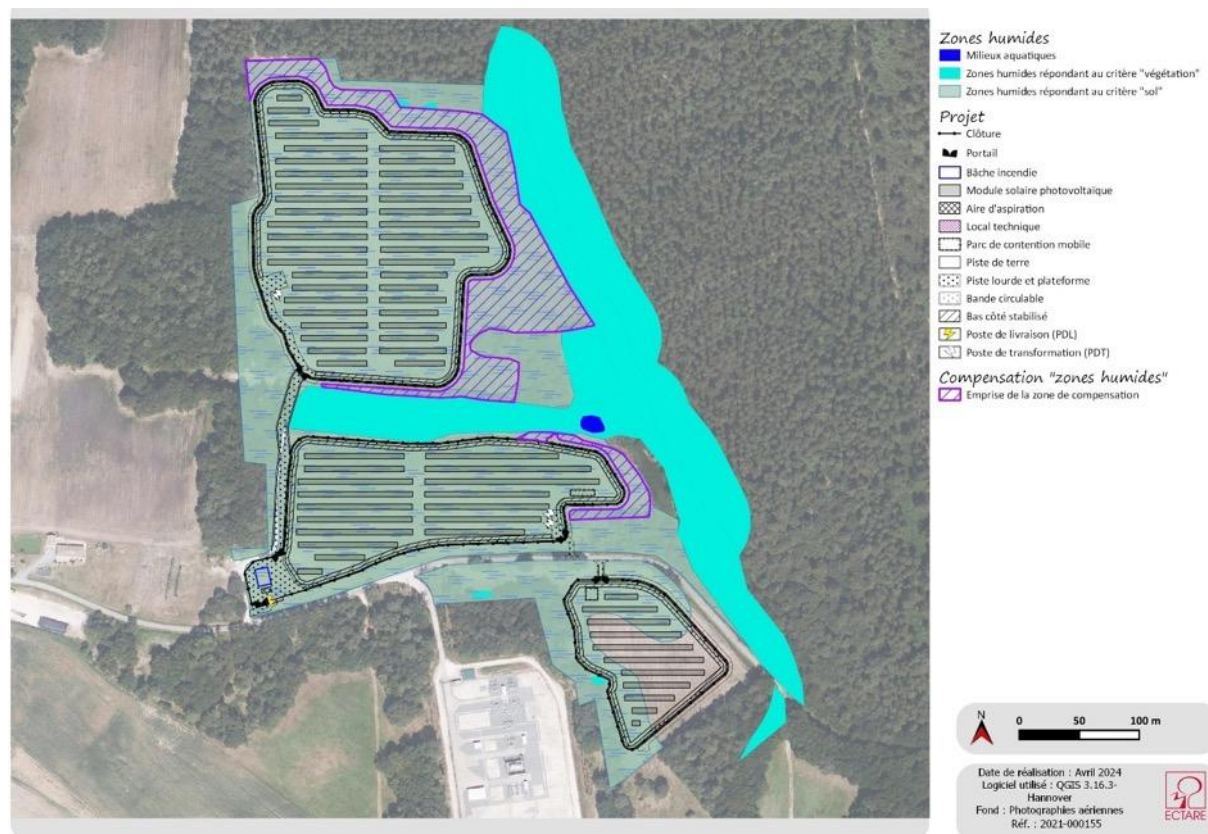 Zones humides
Milieux aquatiques
Zones humides répondant au critère "végétation"
Zones humides répondant au critère "sol"
Projet
Clôture
Portail
Bâche incendie
Module solaire photovoltaïque
Aire d'aspiration
Local technique
Parc de contention mobile
Piste de terre
Piste lourde et plateforme
Bande circulable
Bas côté stabilisé
Poste de livraison (PDL)
Poste de transformation (PDT)
Compensation "zones humides"
Emprise de la zone de compensation
N
0 50 100 m
Date de réalisation : Avril 2024
Logiciel utilisé : QGIS 3.16.3-
Hannover
Fond : Photographies aériennes
Réf. : 2021-000155
ECTARE